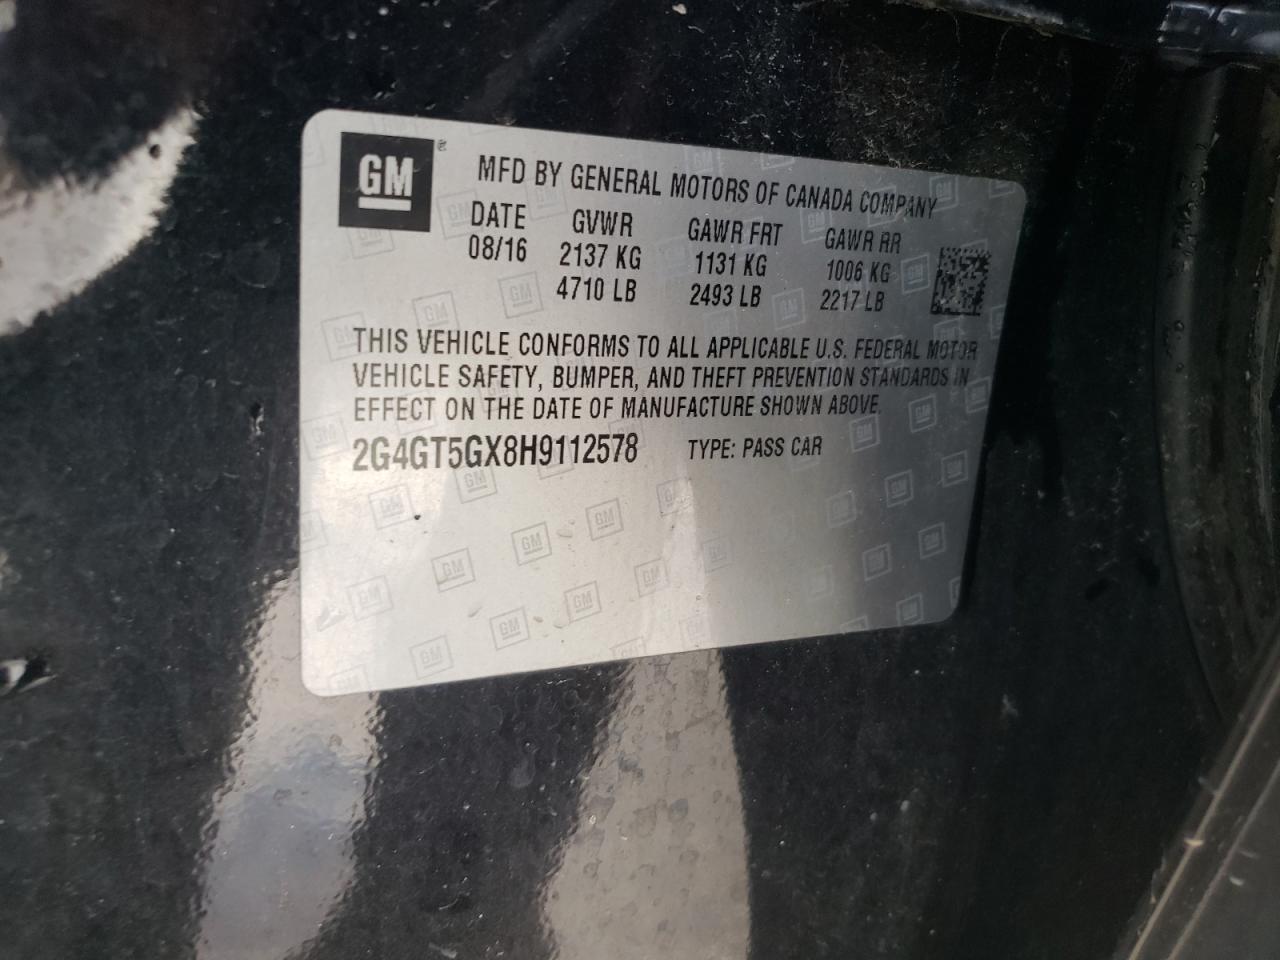 GM®
MFD BY GENERAL MOTORS OF CANADA COMPANY
DATE GVWR GAWR FRT GAWR RR
08/16 2137 KG 1131 KG 1006 KG
4710 LB 2493 LB 2217 LB
THIS VEHICLE CONFORMS TO ALL APPLICABLE U.S. FEDERAL MOTOR
VEHICLE SAFETY, BUMPER, AND THEFT PREVENTION STANDARDS IN
EFFECT ON THE DATE OF MANUFACTURE SHOWN ABOVE.
2G4GT5GX8H9112578 TYPE: PASS CAR